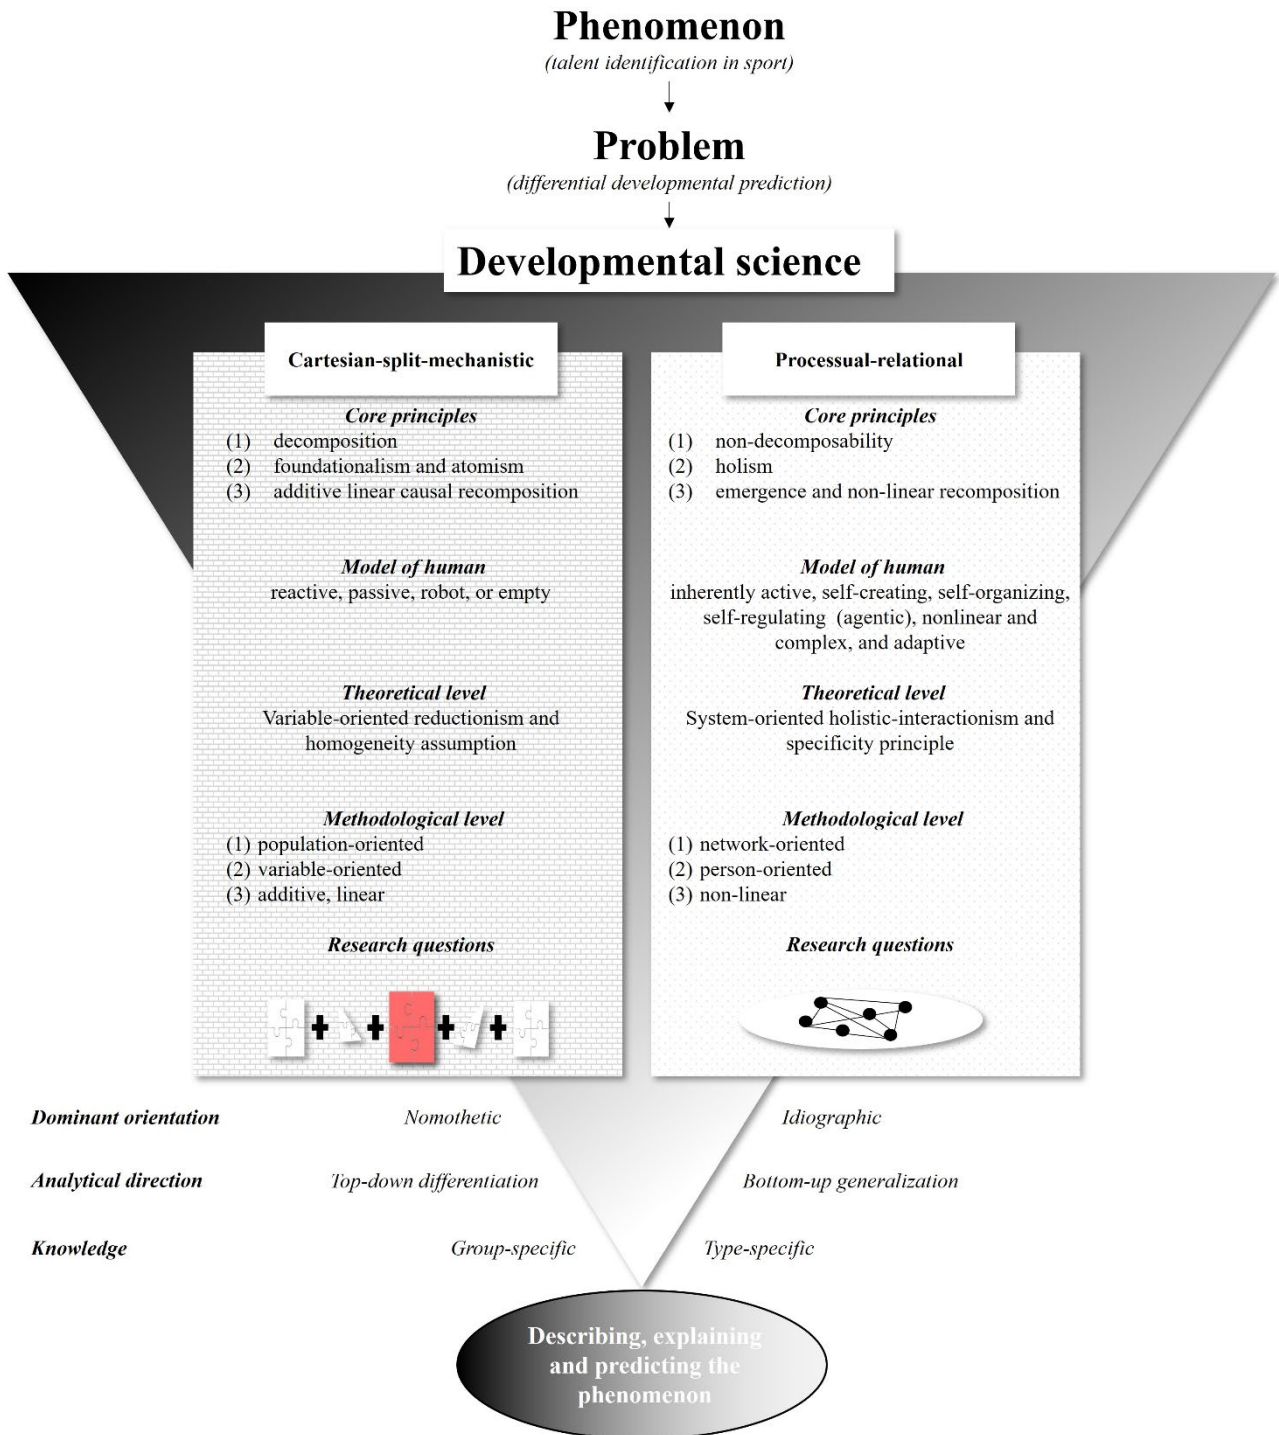 Phenomenon
(talent identification in sport)
Problem
(differential developmental prediction)
Developmental science
Cartesian-split-mechanistic
Core principles
(1) decomposition
(2) foundationalism and atomism
(3) additive linear causal recomposition
Model of human
reactive, passive, robot, or empty
Theoretical level
Variable-oriented reductionism and
homogeneity assumption
Methodological level
(1) population-oriented
(2) variable-oriented
(3) additive, linear
Research questions
Processual-relational
Core principles
(1) non-decomposability
(2) holism
(3) emergence and non-linear recomposition
Model of human
inherently active, self-creating, self-organizing,
self-regulating (agentic), nonlinear and
complex, and adaptive
Theoretical level
System-oriented holistic-interactionism and
specificity principle
Methodological level
(1) network-oriented
(2) person-oriented
(3) non-linear
Research questions
Dominant orientation Nomothetic Idiographic
Analytical direction Top-down differentiation Bottom-up generalization
Knowledge Group-specific Type-specific
Describing, explaining
and predicting the
phenomenon